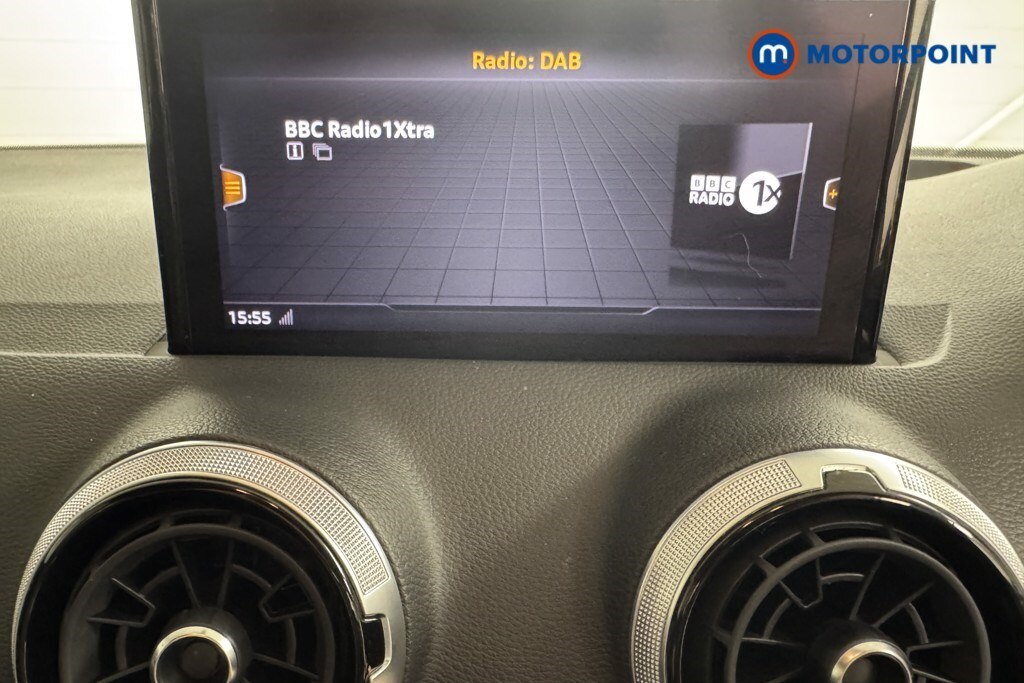 m MOTORPOINT
Radio: DAB
BBC Radio1Xtra
BBC
RADIO 1X
15:55